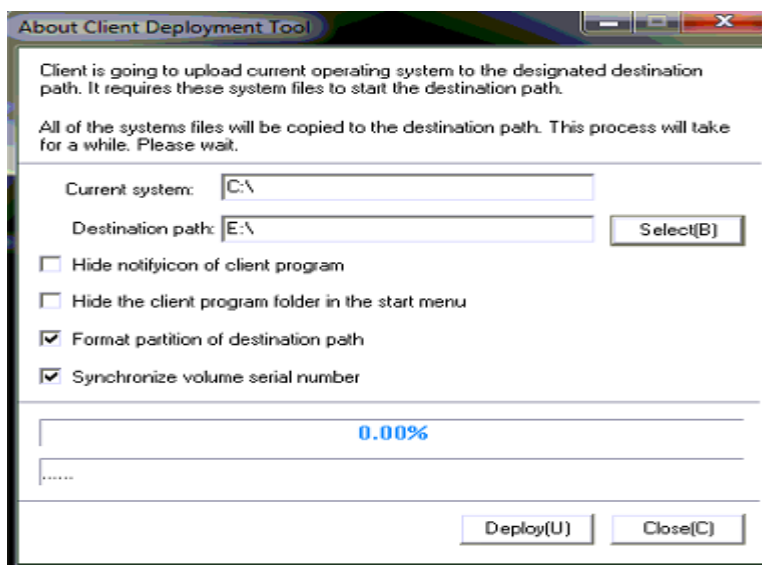 About Client Deployment Tool
Client is going to upload current operating system to the designated destination
path. It requires these system files to start the destination path.
All of the systems files will be copied to the destination path. This process will take
for a while. Please wait.
Current system: C:\
Destination path: E:\ Select(B)
Hide notifyicon of client program
Hide the client program folder in the start menu
Format partition of destination path
Synchronize volume serial number
0.00%
......
Deploy(U) Close(C)